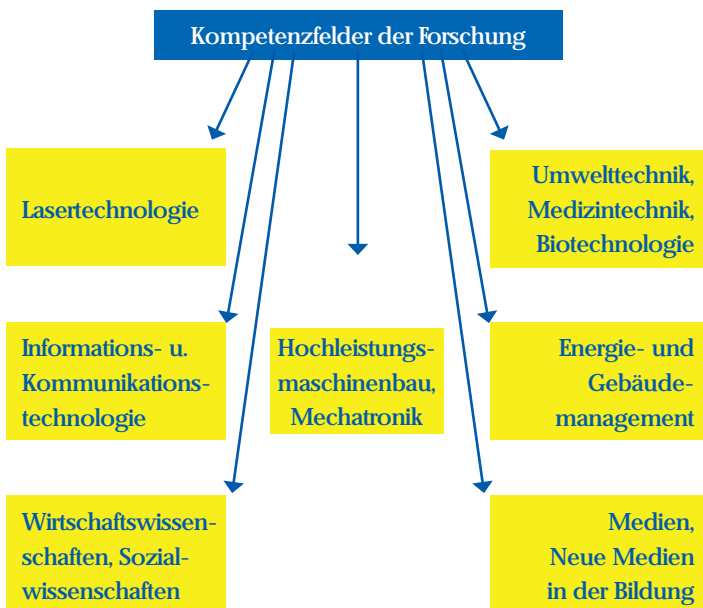 Kompetenzfelder der Forschung
Lasertechnologie
Umwelttechnik,
Medizintechnik,
Biotechnologie
Informations- u.
Kommunikations-
technologie
Hochleistungs-
maschinenbau,
Mechatronik
Energie- und
Gebäude-
management
Wirtschaftswissen-
schaften, Sozial-
wissenschaften
Medien,
Neue Medien
in der Bildung